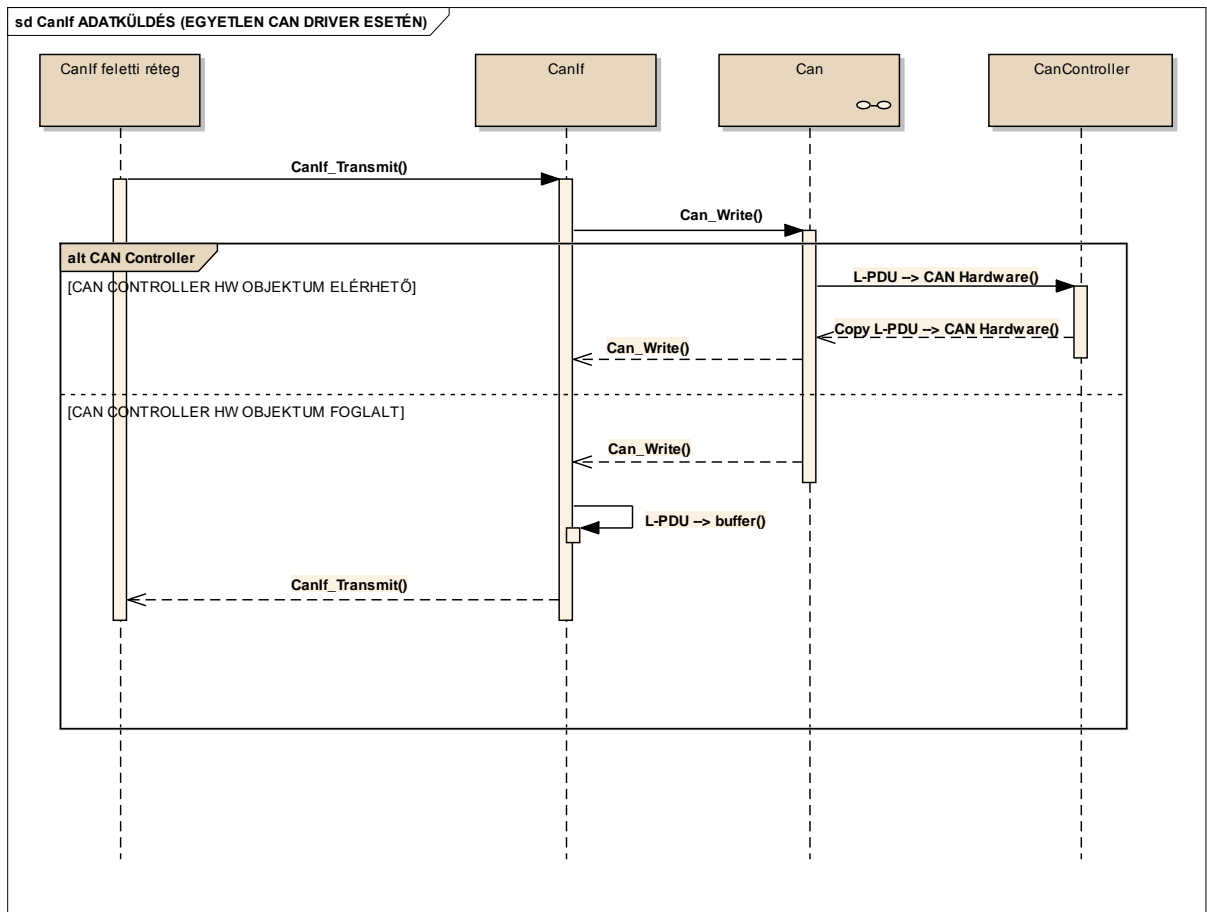 sd CanIf ADATKÜLDÉS (EGYETLEN CAN DRIVER ESETÉN)
CanIf feletti réteg
CanIf
Can
CanController
CanIf_Transmit()
Can_Write()
alt CAN Controller
[CAN CONTROLLER HW OBJEKTUM ELÉRHETŐ]
L-PDU --> CAN Hardware()
Copy L-PDU --> CAN Hardware()
Can_Write()
[CAN CONTROLLER HW OBJEKTUM FOGLALT]
Can_Write()
L-PDU --> buffer()
CanIf_Transmit()